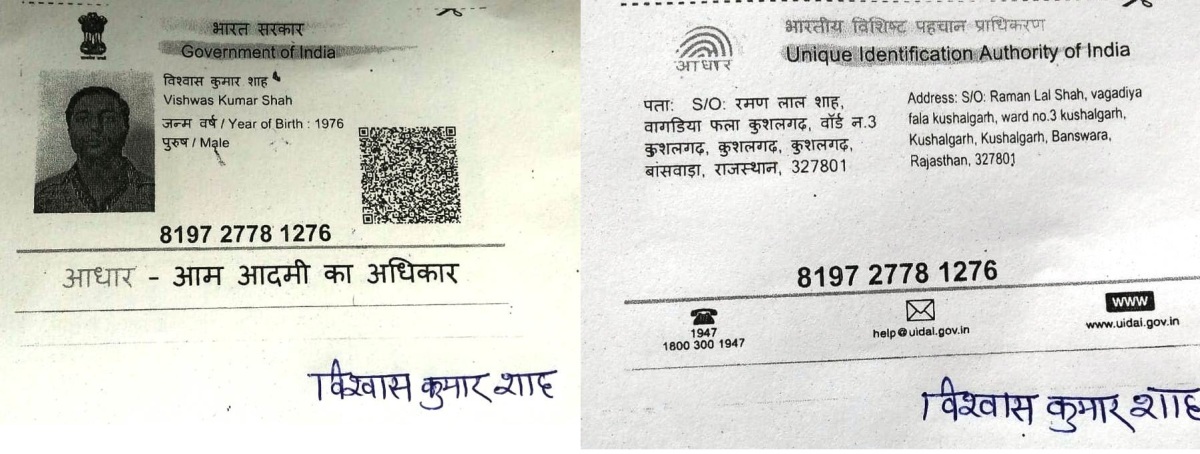 भारत सरकार
Government of India
विश्वास कुमार शाह
Vishwas Kumar Shah
जन्म वर्ष / Year of Birth : 1976
पुरुष / Male
8197 2778 1276
आधार - आम आदमी का अधिकार
विश्वास कुमार शाह
भारतीय विशिष्ट पहचान प्राधिकरण
Unique Identification Authority of India
आधार
पता: S/O: रमण लाल शाह,
वागडिया फला कुशलगढ़, वॉर्ड न.3
कुशलगढ़, कुशलगढ़, कुशलगढ़,
बांसवाड़ा, राजस्थान, 327801
Address: S/O: Raman Lal Shah, vagadiya
fala kushalgarh, ward no.3 kushalgarh,
Kushalgarh, Kushalgarh, Banswara,
Rajasthan, 327801
8197 2778 1276
1947
1800 300 1947
help@uidai.gov.in
www
www.uidai.gov.in
विश्वास कुमार शाह